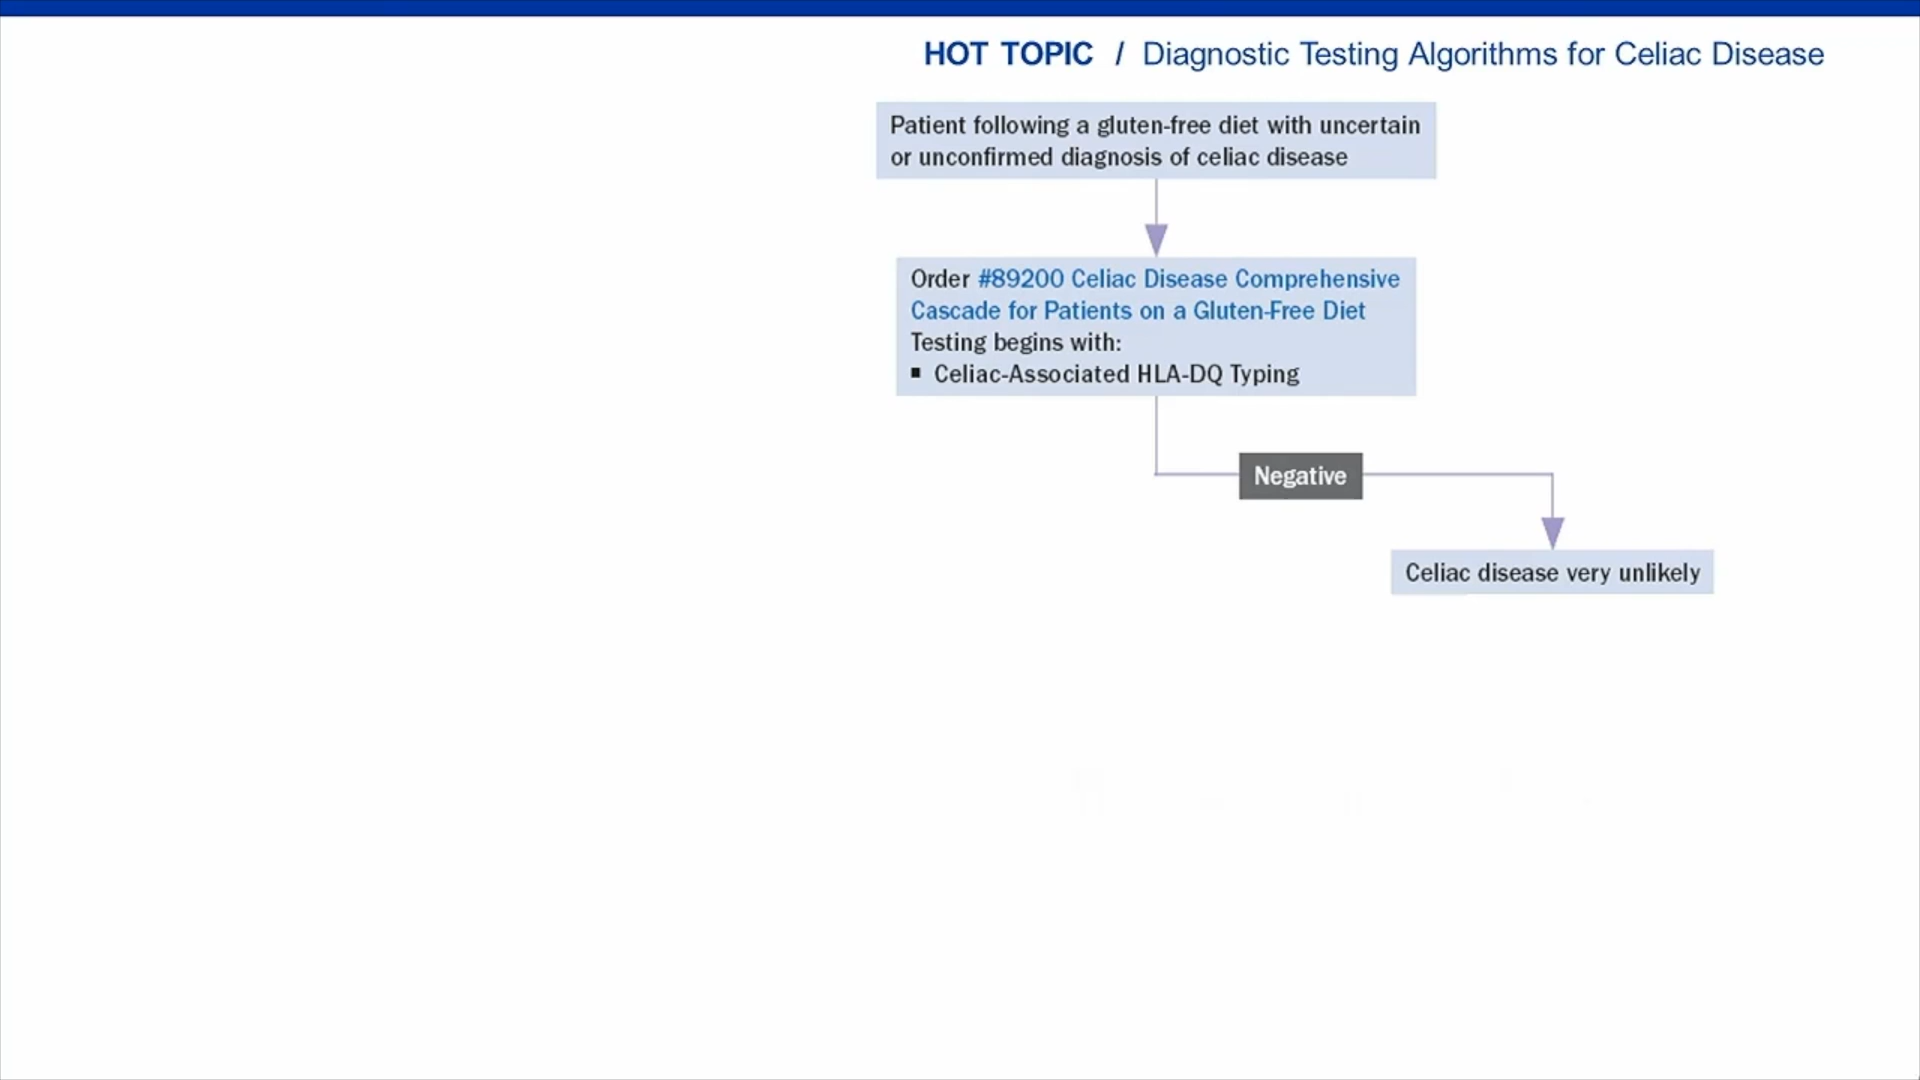 HOT TOPIC / Diagnostic Testing Algorithms for Celiac Disease
Patient following a gluten-free diet with uncertain
or unconfirmed diagnosis of celiac disease
Order #89200 Celiac Disease Comprehensive
Cascade for Patients on a Gluten-Free Diet
Testing begins with:
▪ Celiac-Associated HLA-DQ Typing
Negative
Celiac disease very unlikely